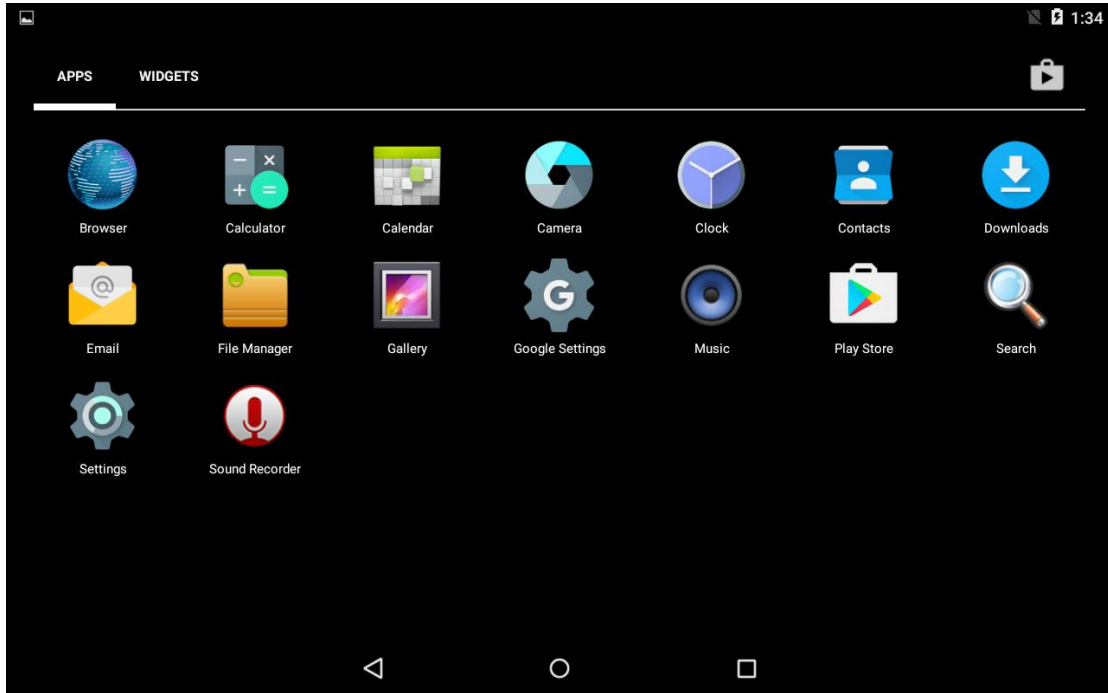 1:34
APPS WIDGETS
Browser Calculator Calendar Camera Clock Contacts Downloads
Email File Manager Gallery Google Settings Music Play Store Search
Settings Sound Recorder